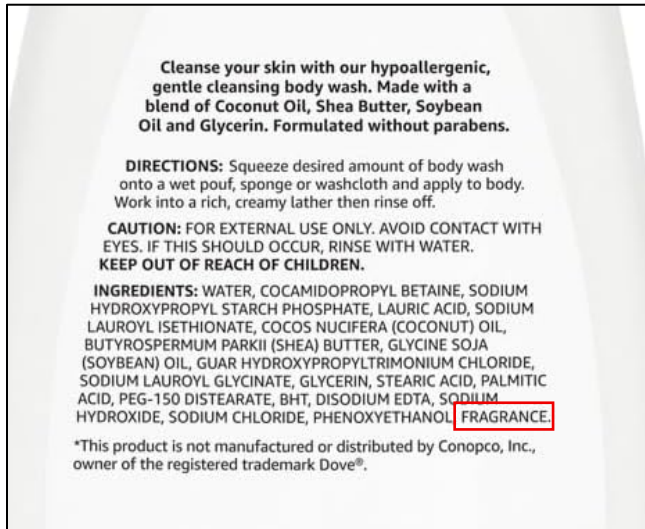 Cleanse your skin with our hypoallergenic,
gentle cleansing body wash. Made with a
blend of Coconut Oil, Shea Butter, Soybean
Oil and Glycerin. Formulated without parabens.
DIRECTIONS: Squeeze desired amount of body wash
onto a wet pouf, sponge or washcloth and apply to body.
Work into a rich, creamy lather then rinse off.
CAUTION: FOR EXTERNAL USE ONLY. AVOID CONTACT WITH
EYES. IF THIS SHOULD OCCUR, RINSE WITH WATER.
KEEP OUT OF REACH OF CHILDREN.
INGREDIENTS: WATER, COCAMIDOPROPYL BETAINE, SODIUM
HYDROXYPROPYL STARCH PHOSPHATE, LAURIC ACID, SODIUM
LAUROYL ISETHIONATE, COCOS NUCIFERA (COCONUT) OIL,
BUTYROSPERMUM PARKII (SHEA) BUTTER, GLYCINE SOJA
(SOYBEAN) OIL, GUAR HYDROXYPROPYLTRIMONIUM CHLORIDE,
SODIUM LAUROYL GLYCINATE, GLYCERIN, STEARIC ACID, PALMITIC
ACID, PEG-150 DISTEARATE, BHT, DISODIUM EDTA, SODIUM
HYDROXIDE, SODIUM CHLORIDE, PHENOXYETHANOL, FRAGRANCE.
*This product is not manufactured or distributed by Conopco, Inc.,
owner of the registered trademark Dove®.